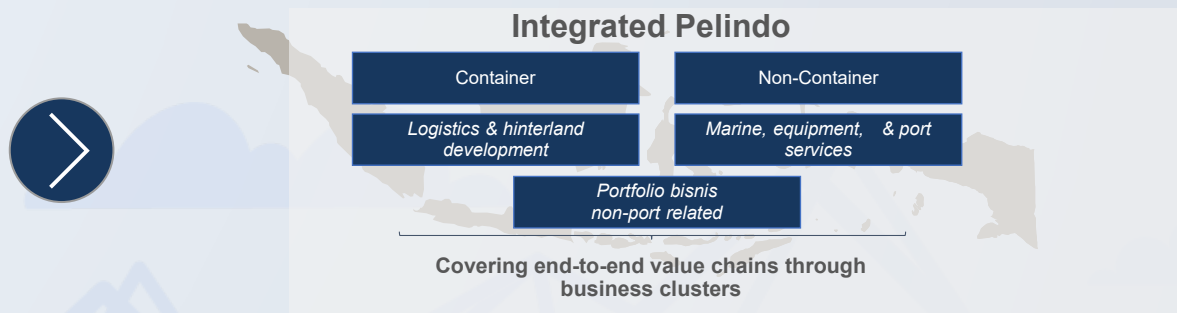 Integrated Pelindo
Container
Non-Container
Logistics & hinterland
development
Marine, equipment, & port
services
Portfolio bisnis
non-port related
Covering end-to-end value chains through
business clusters